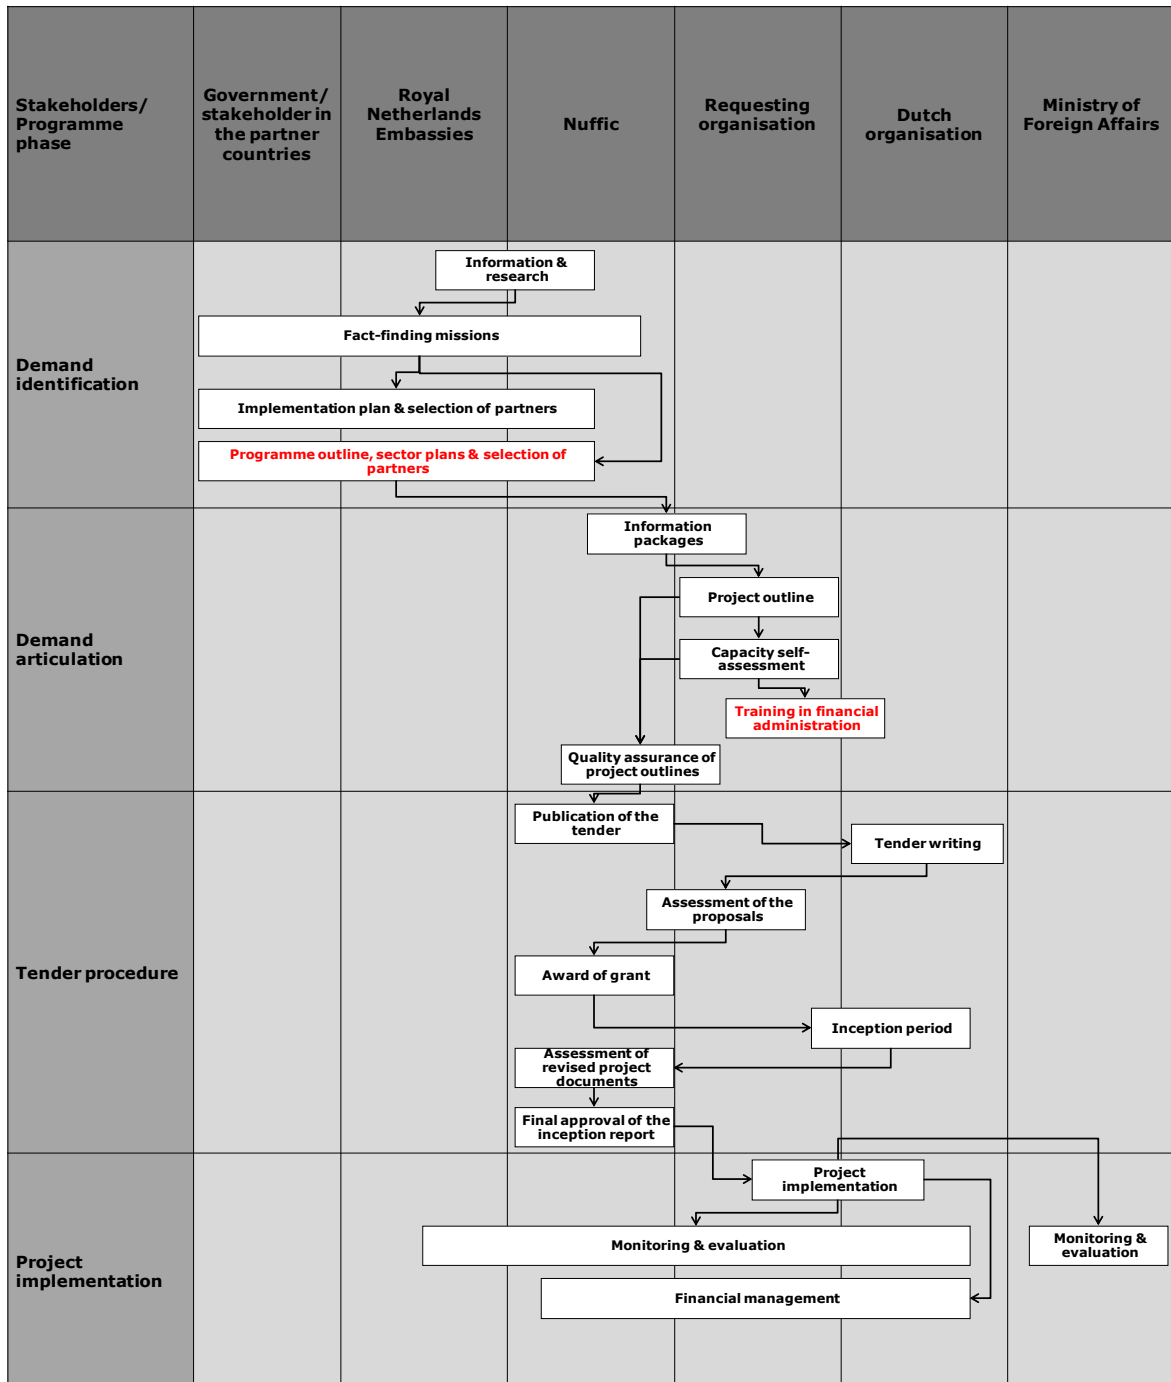 Stakeholders/
Programme
phase
Government/
stakeholder in
the partner
countries
Royal
Netherlands
Embassies
Nuffic
Requesting
organisation
Dutch
organisation
Ministry of
Foreign Affairs
Demand
identification
Information &
research
Fact-finding missions
Implementation plan & selection of partners
Programme outline, sector plans & selection of
partners
Demand
articulation
Information
packages
Project outline
Capacity self-
assessment
Training in financial
administration
Quality assurance of
project outlines
Tender procedure
Publication of the
tender
Tender writing
Assessment of the
proposals
Award of grant
Inception period
Assessment of
revised project
documents
Final approval of the
inception report
Project
implementation
Project
implementation
Monitoring & evaluation
Monitoring &
evaluation
Financial management